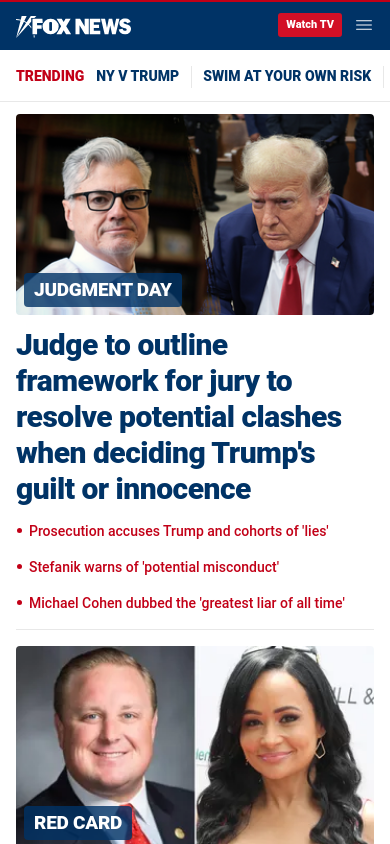 FOX NEWS
Watch TV
TRENDING NY V TRUMP SWIM AT YOUR OWN RISK
JUDGMENT DAY
Judge to outline
framework for jury to
resolve potential clashes
when deciding Trump's
guilt or innocence
• Prosecution accuses Trump and cohorts of 'lies'
• Stefanik warns of 'potential misconduct'
• Michael Cohen dubbed the 'greatest liar of all time'
RED CARD